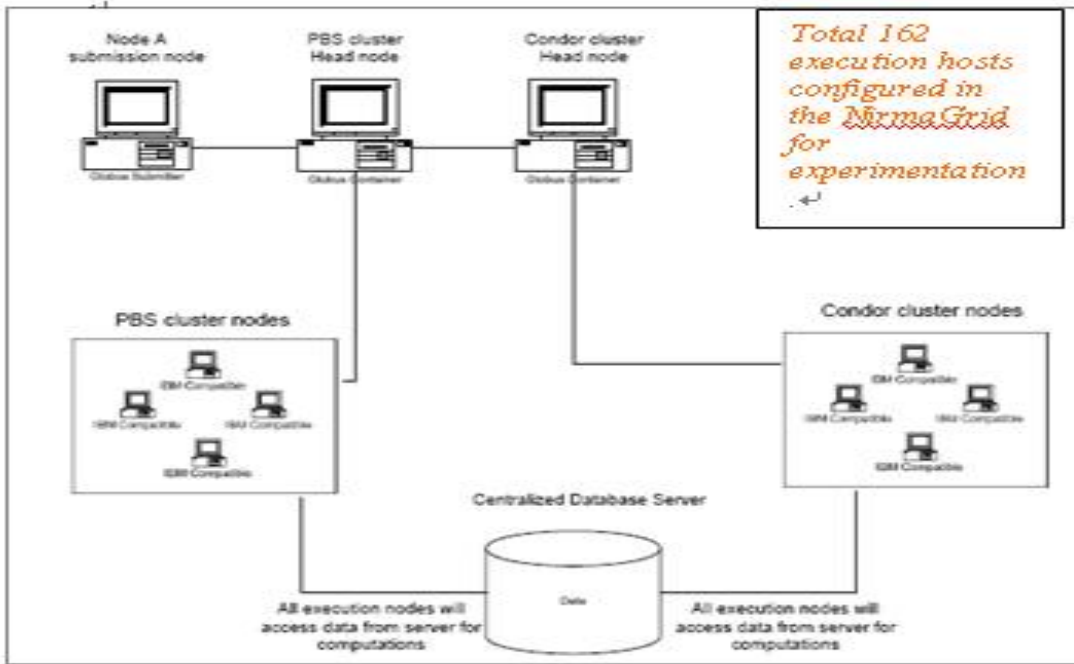 Node A
submission node
PBS cluster
Head node
Condor cluster
Head node
Total 162
execution hosts
configured in
the NirmaGrid
for
experimentation
.↵
Globus Submitter
Globus Container
Globus Container
PBS cluster nodes
IBM Compatible
IBM Compatible
IBM Compatible
IBM Compatible
Condor cluster nodes
IBM Compatible
IBM Compatible
IBM Compatible
IBM Compatible
Centralized Database Server
Data
All execution nodes will
access data from server for
computations
All execution nodes will
access data from server for
computations